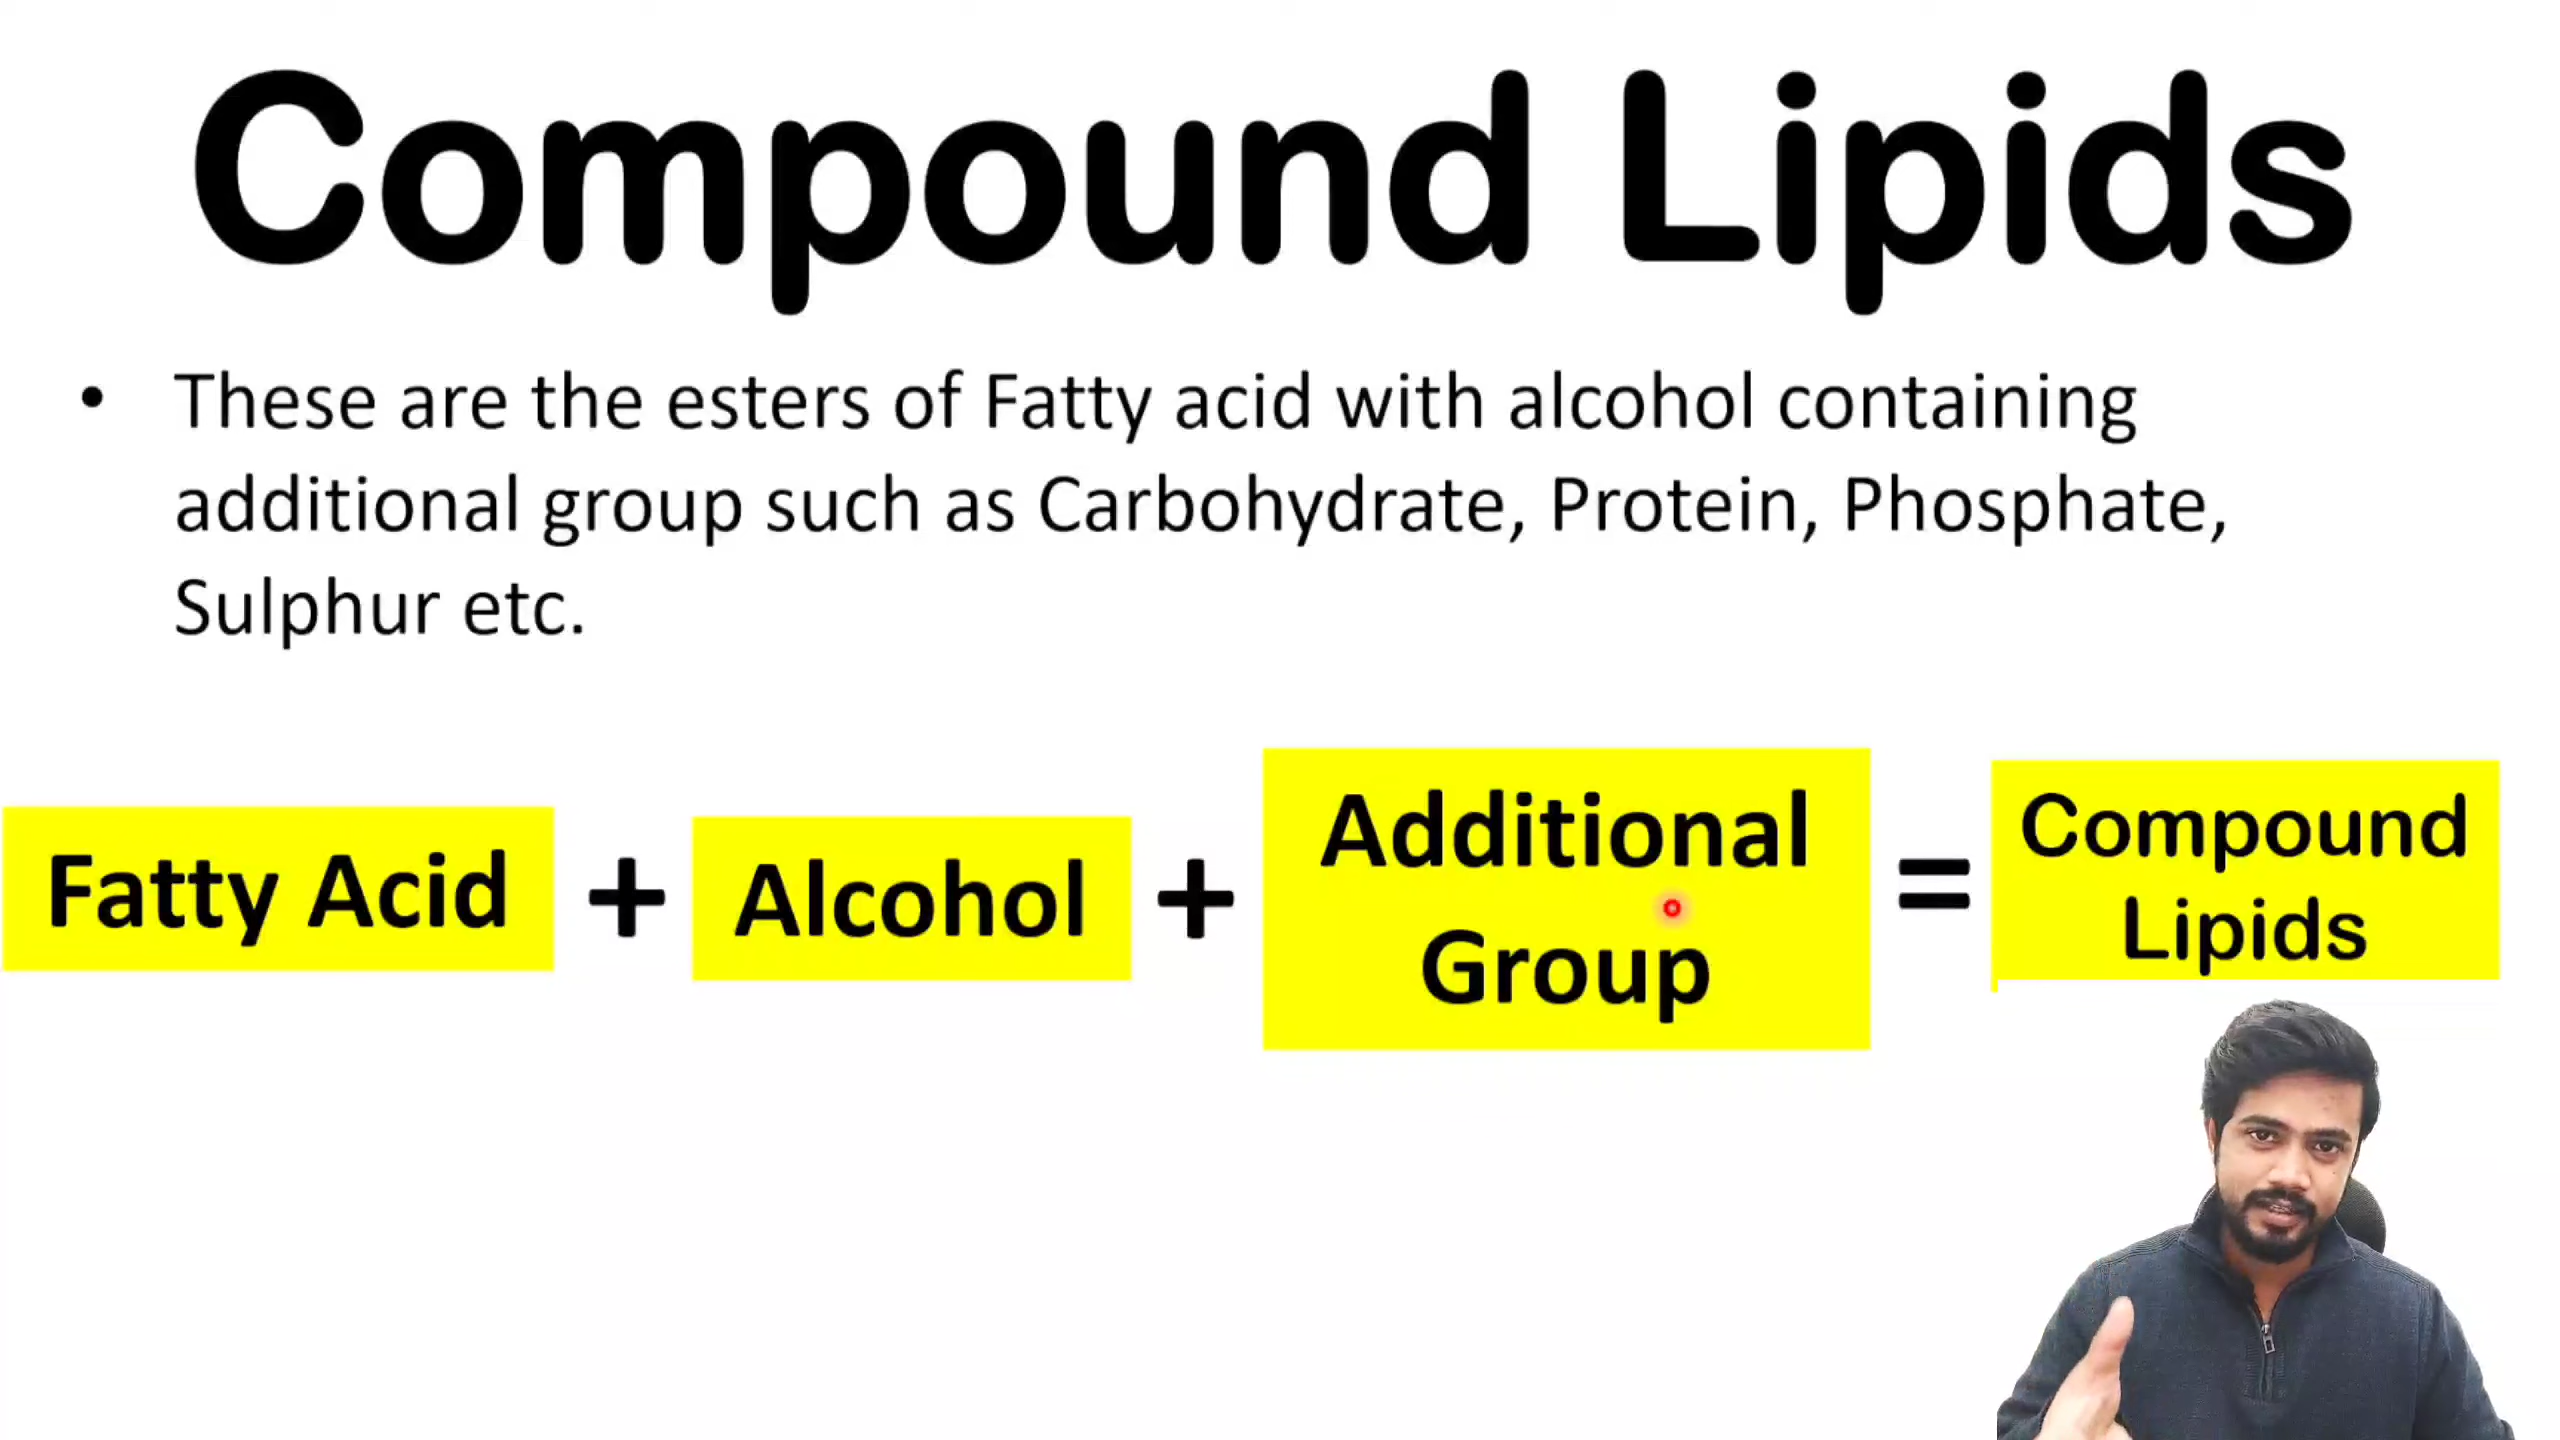 Compound Lipids
• These are the esters of Fatty acid with alcohol containing
additional group such as Carbohydrate, Protein, Phosphate,
Sulphur etc.
Fatty Acid + Alcohol + Additional Group = Compound Lipids